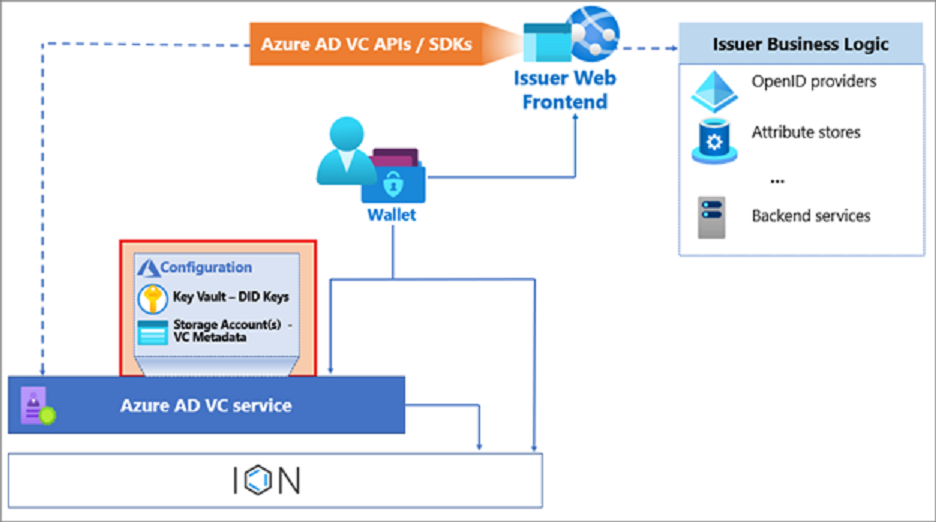 Azure AD VC APIs / SDKs
Issuer Web
Frontend
Issuer Business Logic
OpenID providers
Attribute stores
...
Backend services
Wallet
Configuration
Key Vault – DID Keys
Storage Account(s) -
VC Metadata
Azure AD VC service
ION